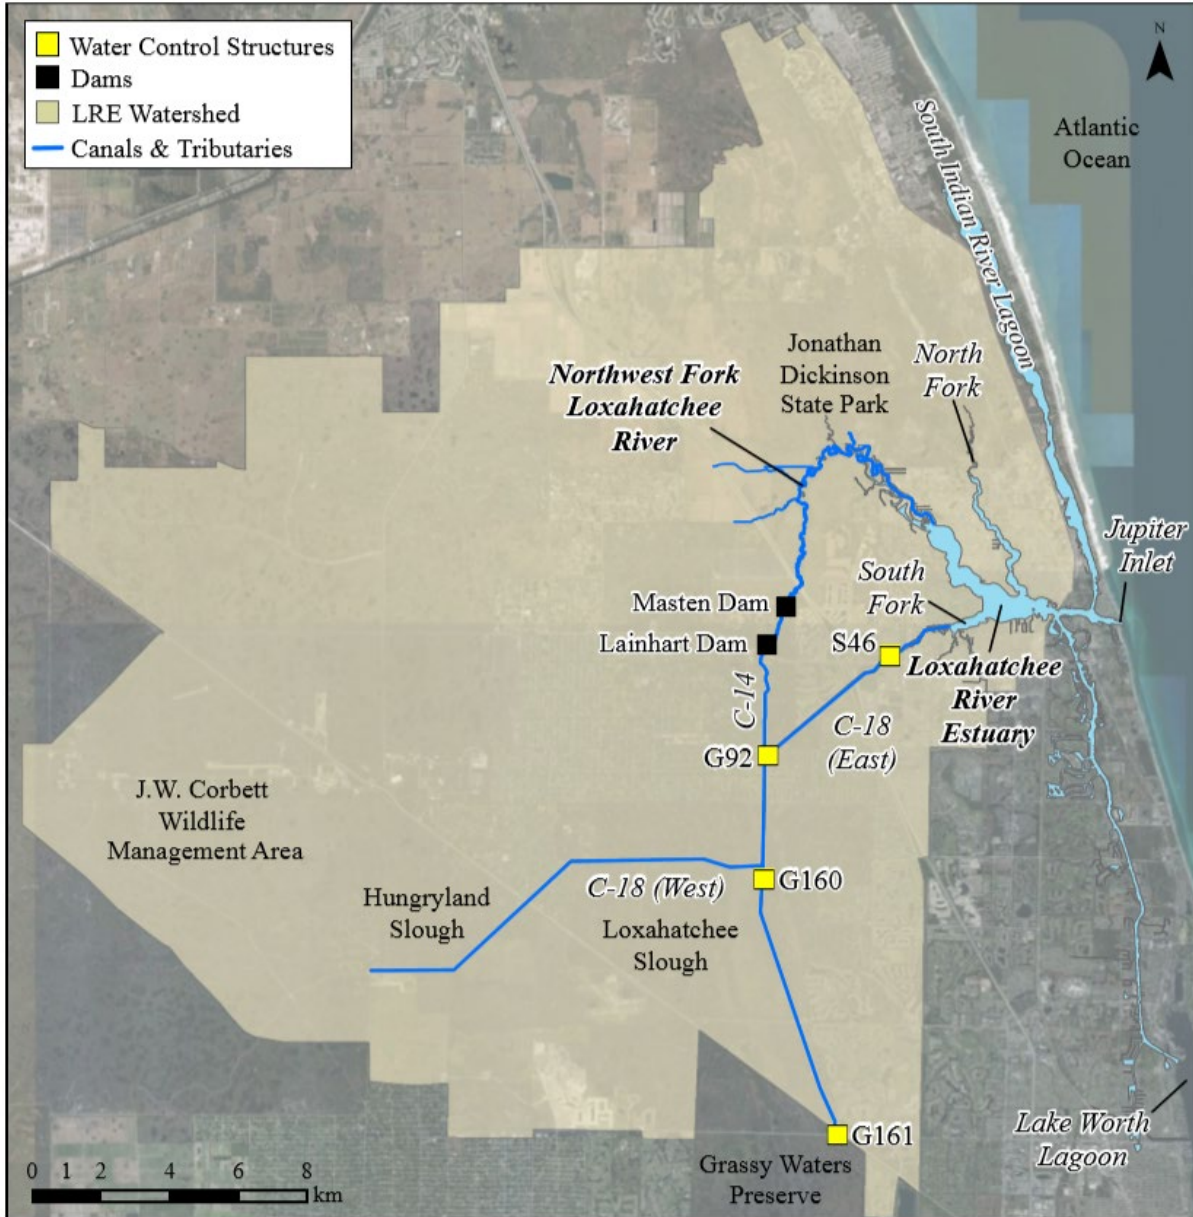 Water Control Structures
Dams
LRE Watershed
Canals & Tributaries
N
Atlantic
Ocean
South Indian River Lagoon
Jonathan
Dickinson
State Park
North
Fork
Northwest Fork
Loxahatchee
River
Jupiter
Inlet
South
Fork
Masten Dam
Lainhart Dam
S46
Loxahatchee
River
Estuary
C-14
C-18
(East)
G92
J.W. Corbett
Wildlife
Management Area
C-18 (West)
G160
Hungryland
Slough
Loxahatchee
Slough
G161
Lake Worth
Lagoon
Grassy Waters
Preserve
0 1 2 4 6 8
km